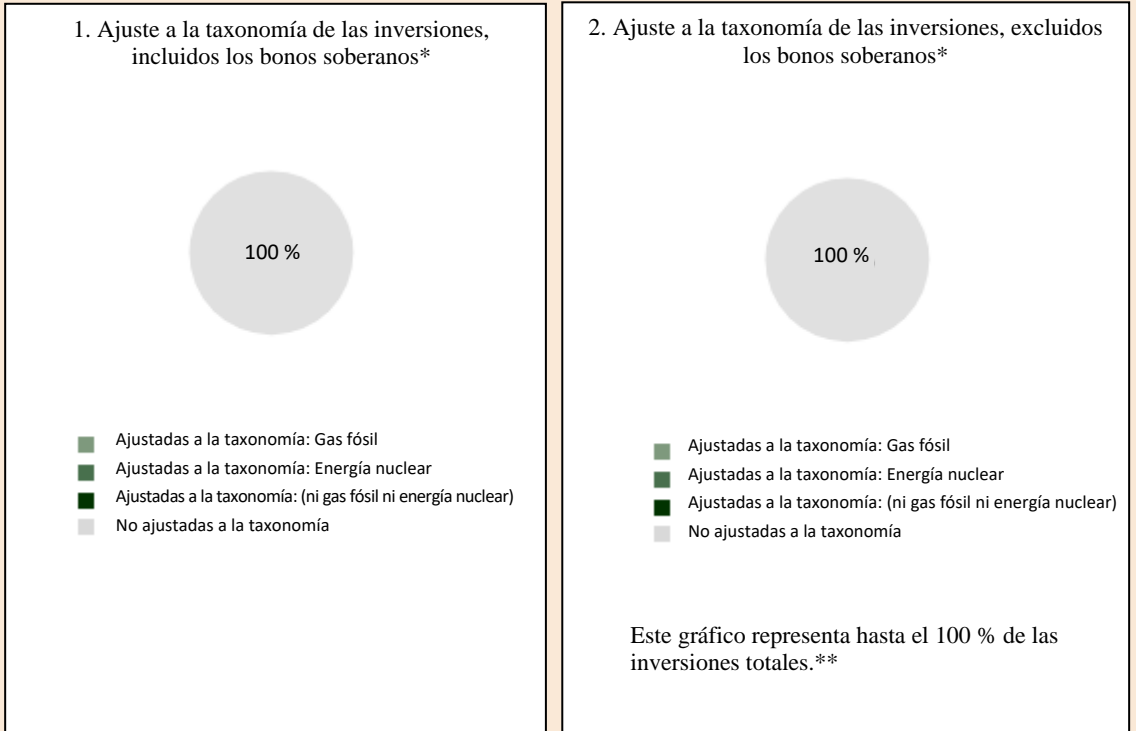 1. Ajuste a la taxonomía de las inversiones,
incluidos los bonos soberanos*
100 %
Ajustadas a la taxonomía: Gas fósil
Ajustadas a la taxonomía: Energía nuclear
Ajustadas a la taxonomía: (ni gas fósil ni energía nuclear)
No ajustadas a la taxonomía
2. Ajuste a la taxonomía de las inversiones, excluidos
los bonos soberanos*
100 %
Ajustadas a la taxonomía: Gas fósil
Ajustadas a la taxonomía: Energía nuclear
Ajustadas a la taxonomía: (ni gas fósil ni energía nuclear)
No ajustadas a la taxonomía
Este gráfico representa hasta el 100 % de las
inversiones totales.**